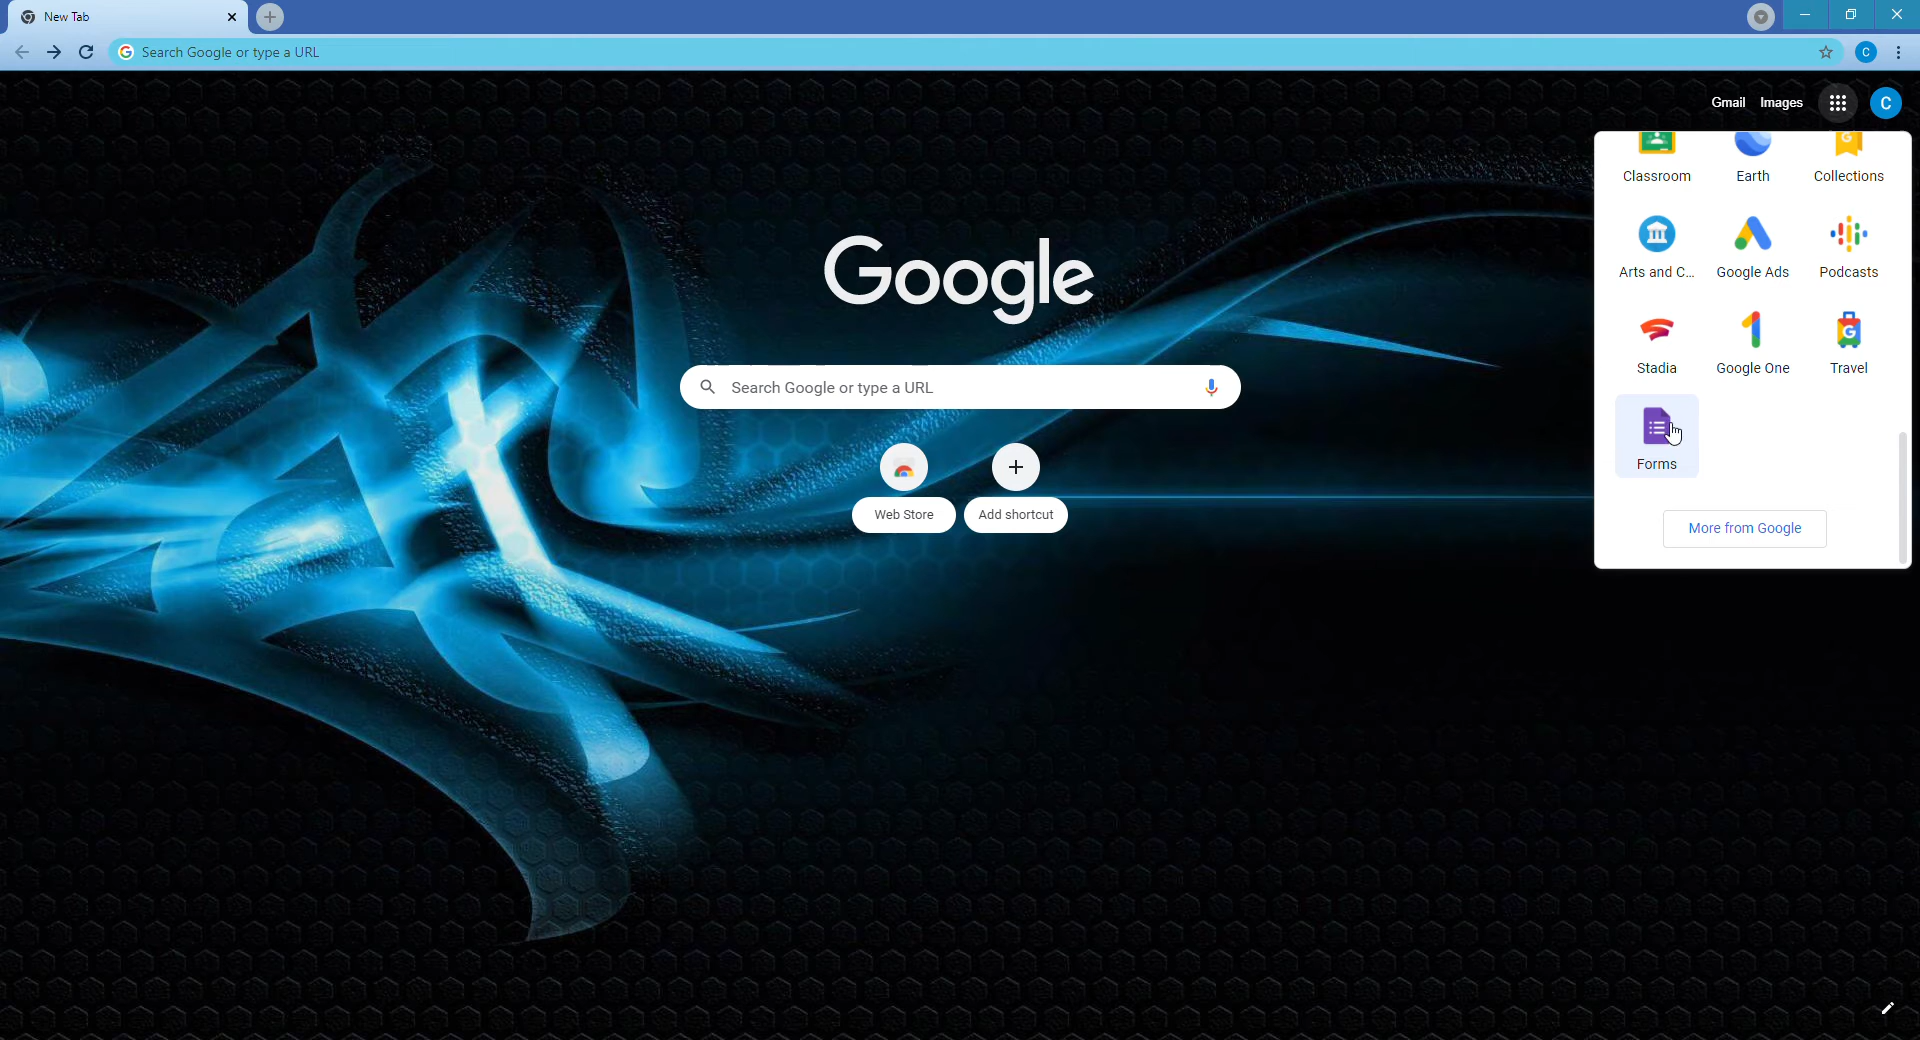 New Tab
Search Google or type a URL
C
Gmail Images
C
Classroom Earth Collections
Google
Arts and C... Google Ads Podcasts
Stadia Google One Travel
Search Google or type a URL
Forms
Web Store Add shortcut
More from Google